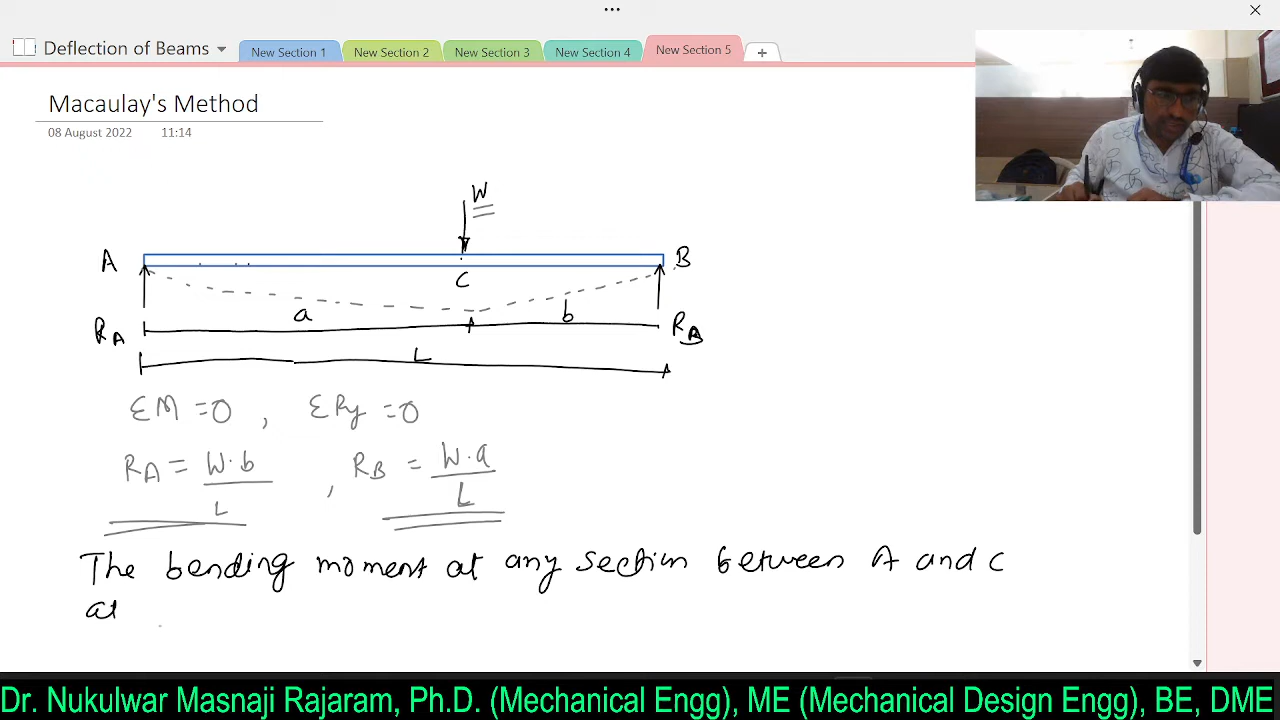 Deflection of Beams
New Section 1
New Section 2
New Section 3
New Section 4
New Section 5
Macaulay's Method
08 August 2022 11:14
W
A
B
C
a
b
RA
RB
L
ΣM = 0 , ΣFy = 0
RA = W·b / L , RB = W·a / L
The bending moment at any section between A and C
at
Dr. Nukulwar Masnaji Rajaram, Ph.D. (Mechanical Engg), ME (Mechanical Design Engg), BE, DME